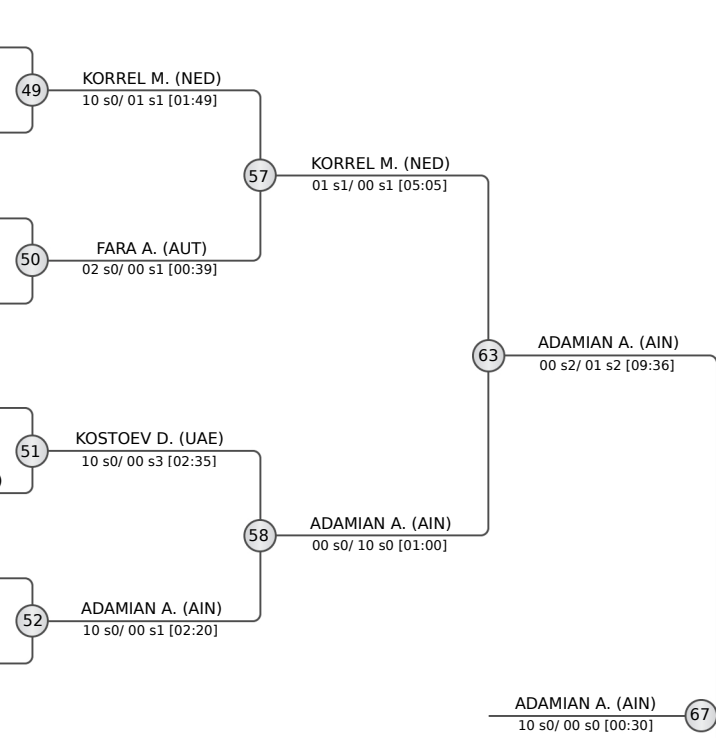 KORREL M. (NED)
49
10 s0/ 01 s1 [01:49]
KORREL M. (NED)
57
01 s1/ 00 s1 [05:05]
FARA A. (AUT)
50
02 s0/ 00 s1 [00:39]
ADAMIAN A. (AIN)
63
00 s2/ 01 s2 [09:36]
KOSTOEV D. (UAE)
51
10 s0/ 00 s3 [02:35]
)
ADAMIAN A. (AIN)
58
00 s0/ 10 s0 [01:00]
ADAMIAN A. (AIN)
52
10 s0/ 00 s1 [02:20]
ADAMIAN A. (AIN)
67
10 s0/ 00 s0 [00:30]